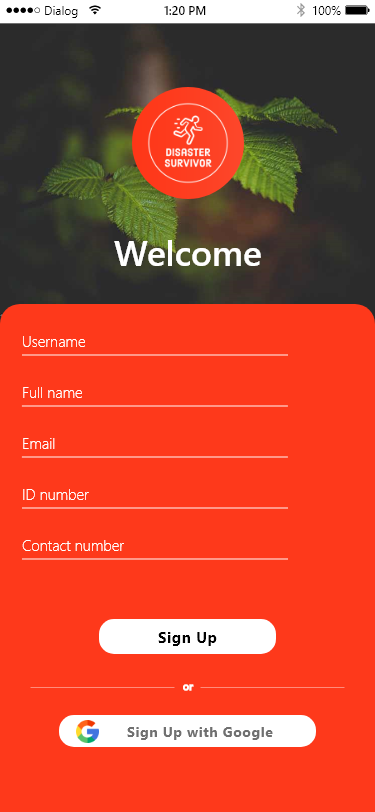 Dialog 1:20 PM 100%
DISASTER
SURVIVOR
Welcome
Username
Full name
Email
ID number
Contact number
Sign Up
or
Sign Up with Google